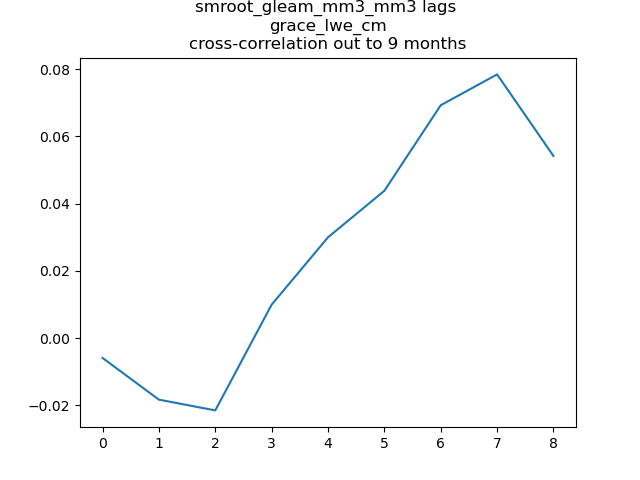 smroot_gleam_mm3_mm3 lags
grace_lwe_cm
cross-correlation out to 9 months
0.08
0.06
0.04
0.02
0.00
−0.02
0 1 2 3 4 5 6 7 8